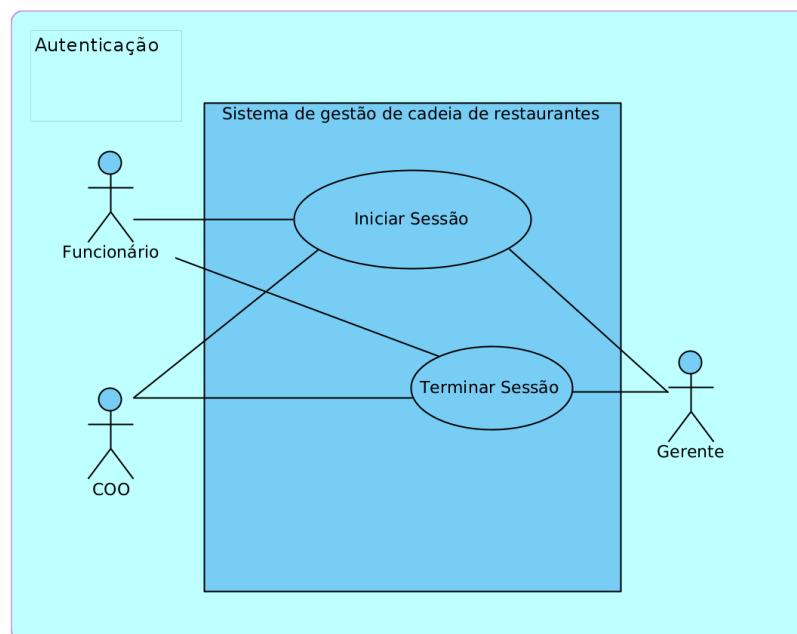 Autenticação
Sistema de gestão de cadeia de restaurantes
Iniciar Sessão
Funcionário
Terminar Sessão
Gerente
COO